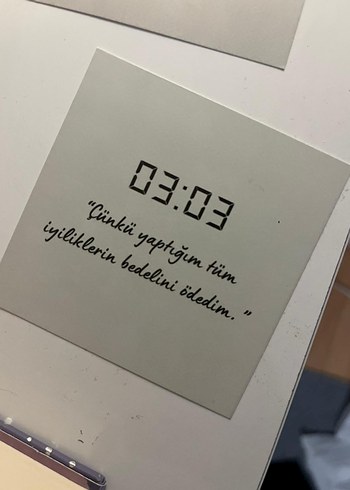 03:03
“Çünkü yaptığım tüm
iyiliklerin bedelini ödedim.”